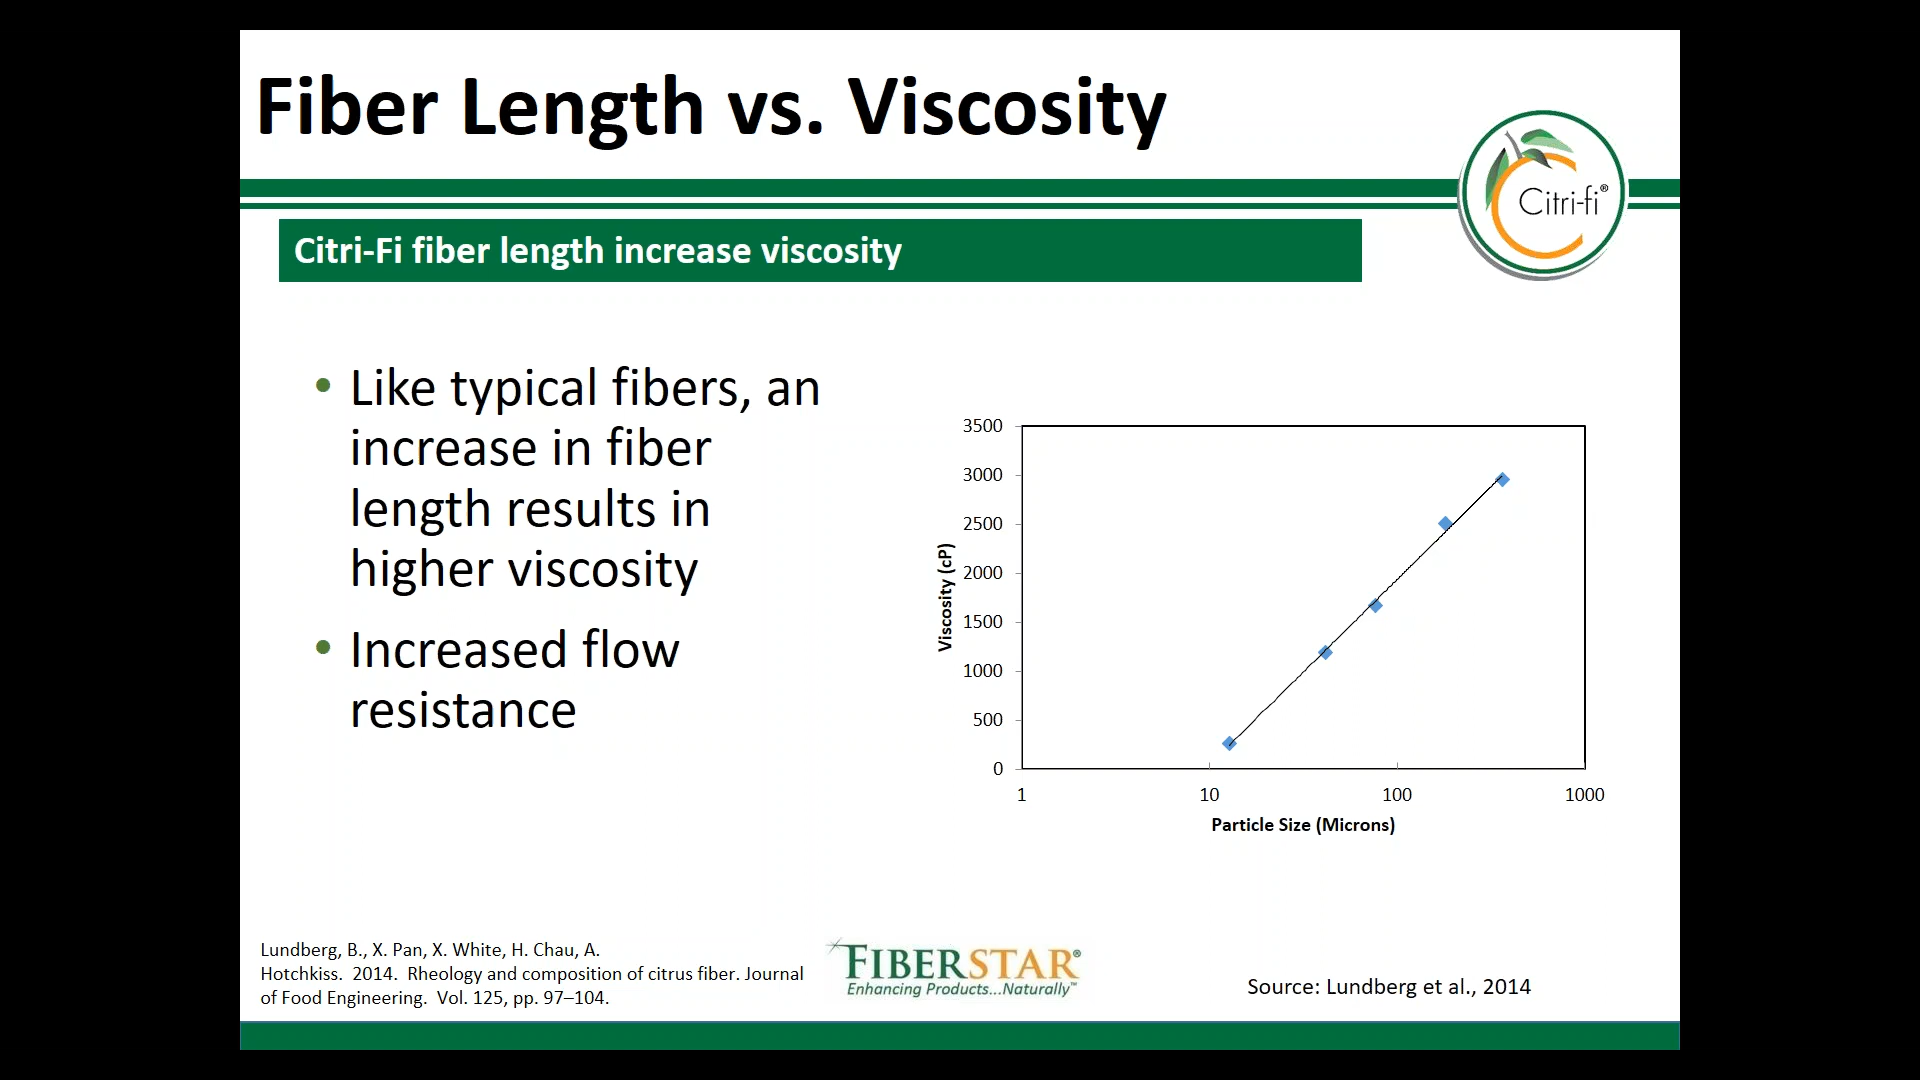 Fiber Length vs. Viscosity
Citri-fi®
Citri-Fi fiber length increase viscosity
• Like typical fibers, an
increase in fiber
length results in
higher viscosity
• Increased flow
resistance
3500
3000
2500
2000
1500
1000
500
0
Viscosity (cP)
1 10 100 1000
Particle Size (Microns)
Lundberg, B., X. Pan, X. White, H. Chau, A.
Hotchkiss. 2014. Rheology and composition of citrus fiber. Journal
of Food Engineering. Vol. 125, pp. 97–104.
FIBERSTAR®
Enhancing Products...Naturally™
Source: Lundberg et al., 2014